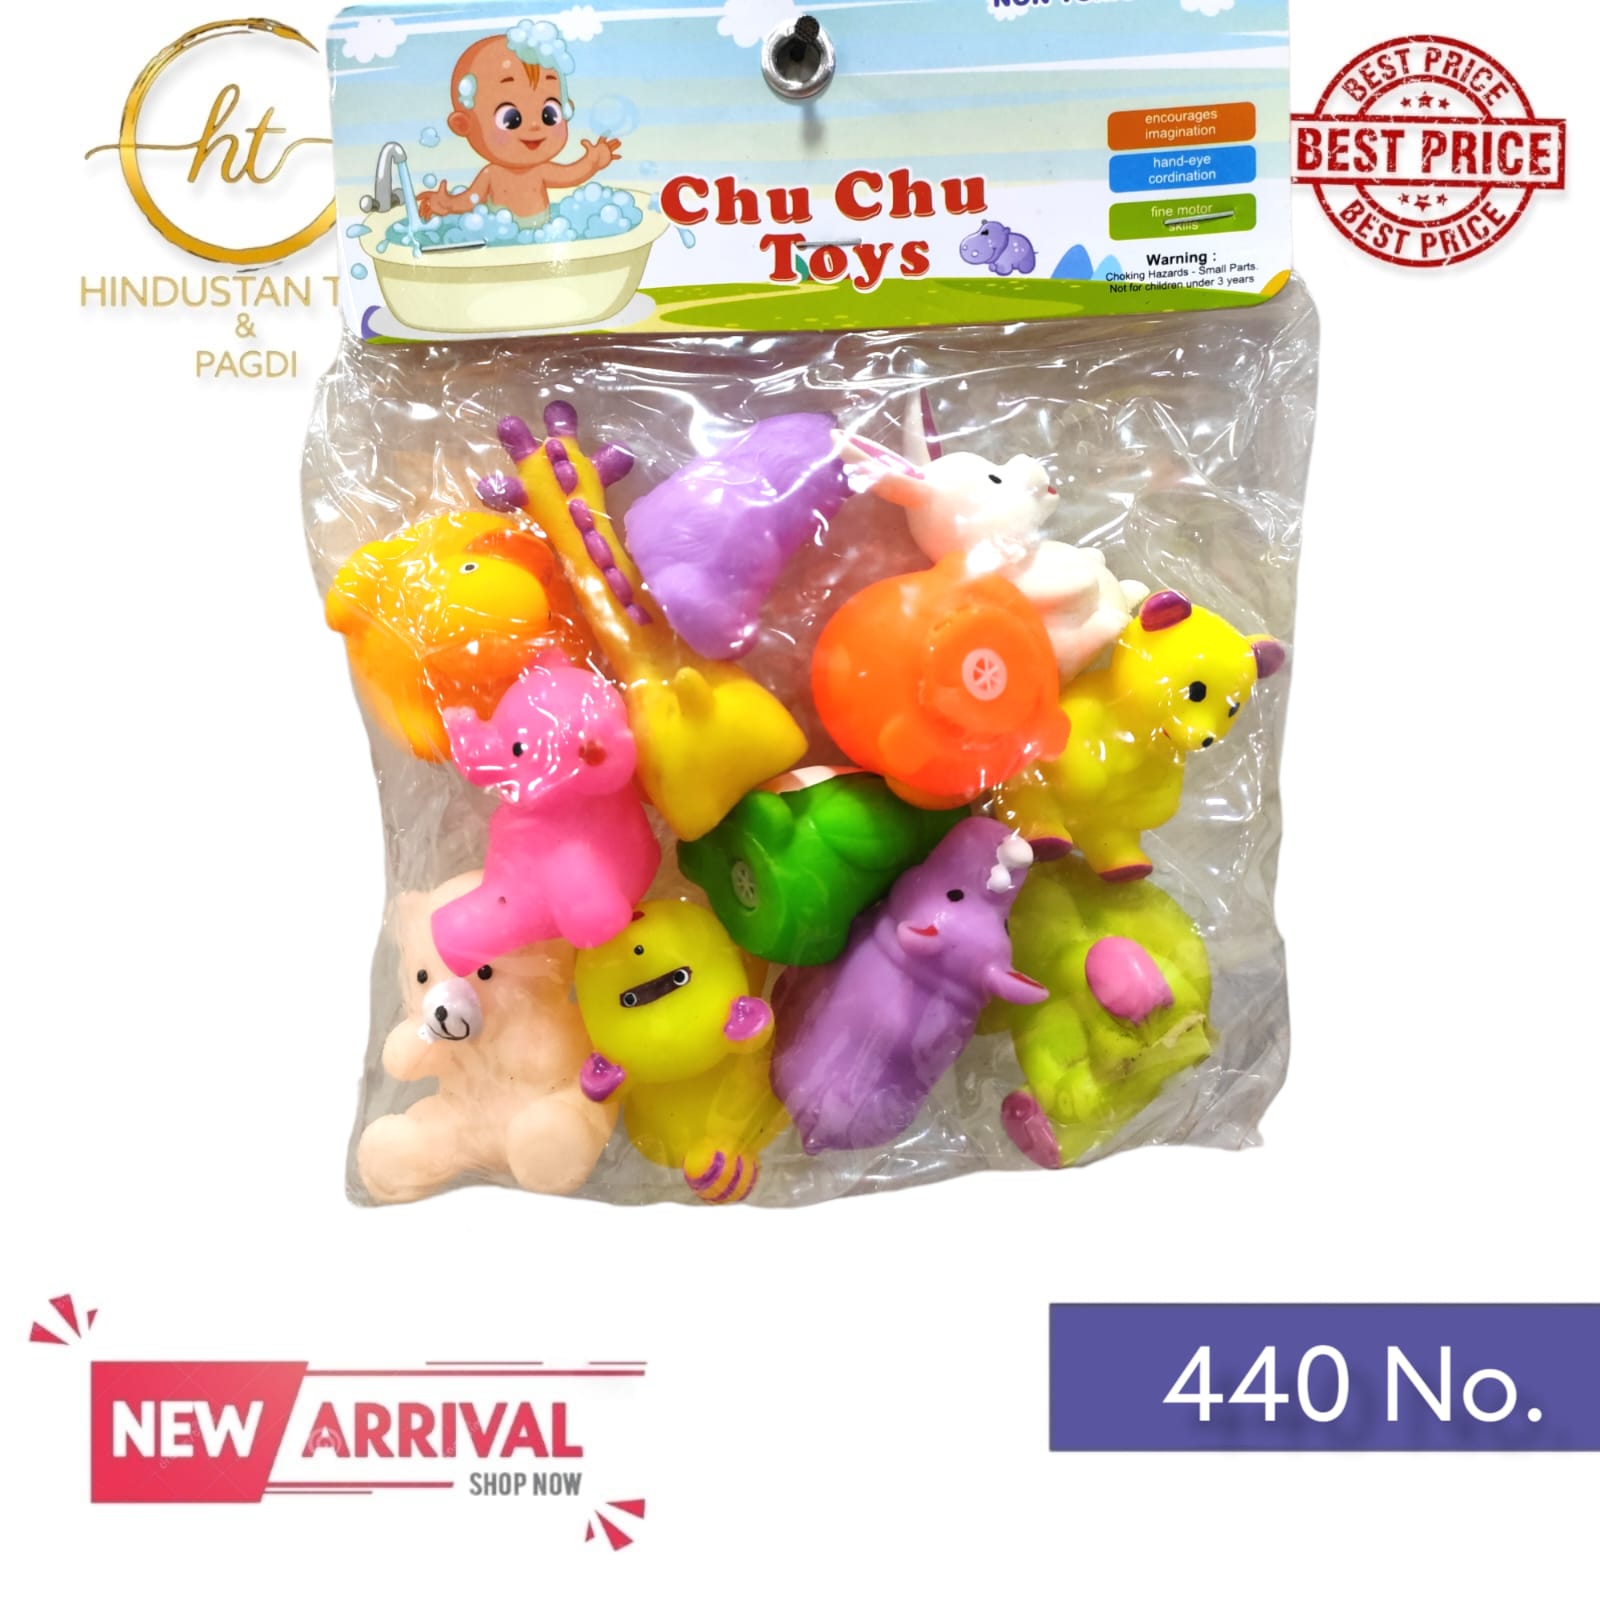 ht
HINDUSTAN T
&
PAGDI
Chu Chu
Toys
encourages
imagination
hand-eye
cordination
fine motor
skills
Warning :
Choking Hazards - Small Parts.
Not for children under 3 years
BEST PRICE
BEST PRICE
BEST PRICE
NEW ARRIVAL
SHOP NOW
440 No.